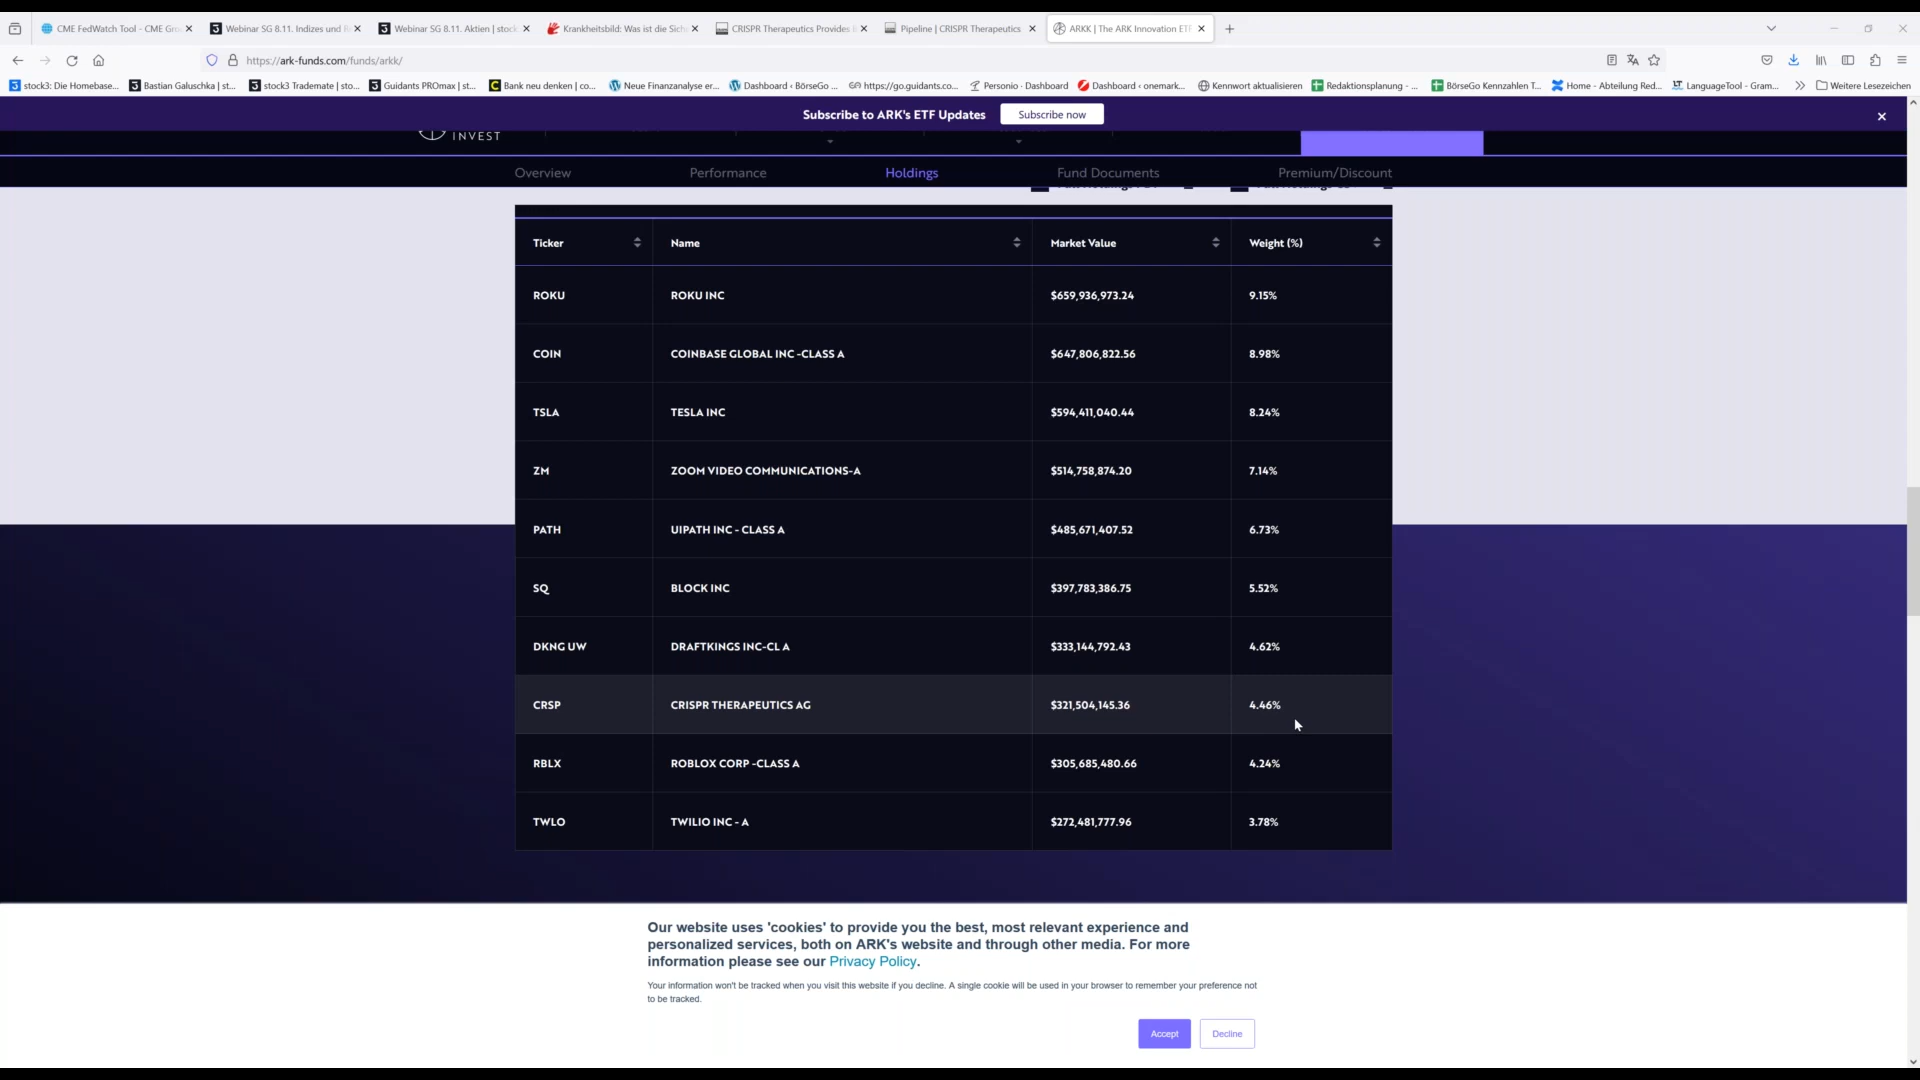 CME FedWatch Tool - CME Gro
Webinar SG 8.11. Indizes und R
Webinar SG 8.11. Aktien | stoc
Krankheitsbild: Was ist die Sich
CRISPR Therapeutics Provides
Pipeline | CRISPR Therapeutics
ARKK | The ARK Innovation ETF
https://ark-funds.com/funds/arkk/
stock3: Die Homebase...
Bastian Galuschka | st...
stock3 Trademate | sto...
Guidants PROmax | st...
Bank neu denken | co...
Neue Finanzanalyse er...
Dashboard ‹ BörseGo ...
https://go.guidants.co...
Personio · Dashboard
Dashboard ‹ onemark...
Kennwort aktualisieren
Redaktionsplanung - ...
BörseGo Kennzahlen T...
Home - Abteilung Red...
LanguageTool - Gram...
Weitere Lesezeichen
Subscribe to ARK's ETF Updates
Subscribe now
INVEST
Overview
Performance
Holdings
Fund Documents
Premium/Discount
Ticker Name Market Value Weight (%)
ROKU ROKU INC $659,936,973.24 9.15%
COIN COINBASE GLOBAL INC -CLASS A $647,806,822.56 8.98%
TSLA TESLA INC $594,411,040.44 8.24%
ZM ZOOM VIDEO COMMUNICATIONS-A $514,758,874.20 7.14%
PATH UIPATH INC - CLASS A $485,671,407.52 6.73%
SQ BLOCK INC $397,783,386.75 5.52%
DKNG UW DRAFTKINGS INC-CL A $333,144,792.43 4.62%
CRSP CRISPR THERAPEUTICS AG $321,504,145.36 4.46%
RBLX ROBLOX CORP -CLASS A $305,685,480.66 4.24%
TWLO TWILIO INC - A $272,481,777.96 3.78%
Our website uses 'cookies' to provide you the best, most relevant experience and
personalized services, both on ARK's website and through other media. For more
information please see our Privacy Policy.
Your information won't be tracked when you visit this website if you decline. A single cookie will be used in your browser to remember your preference not
to be tracked.
Accept
Decline